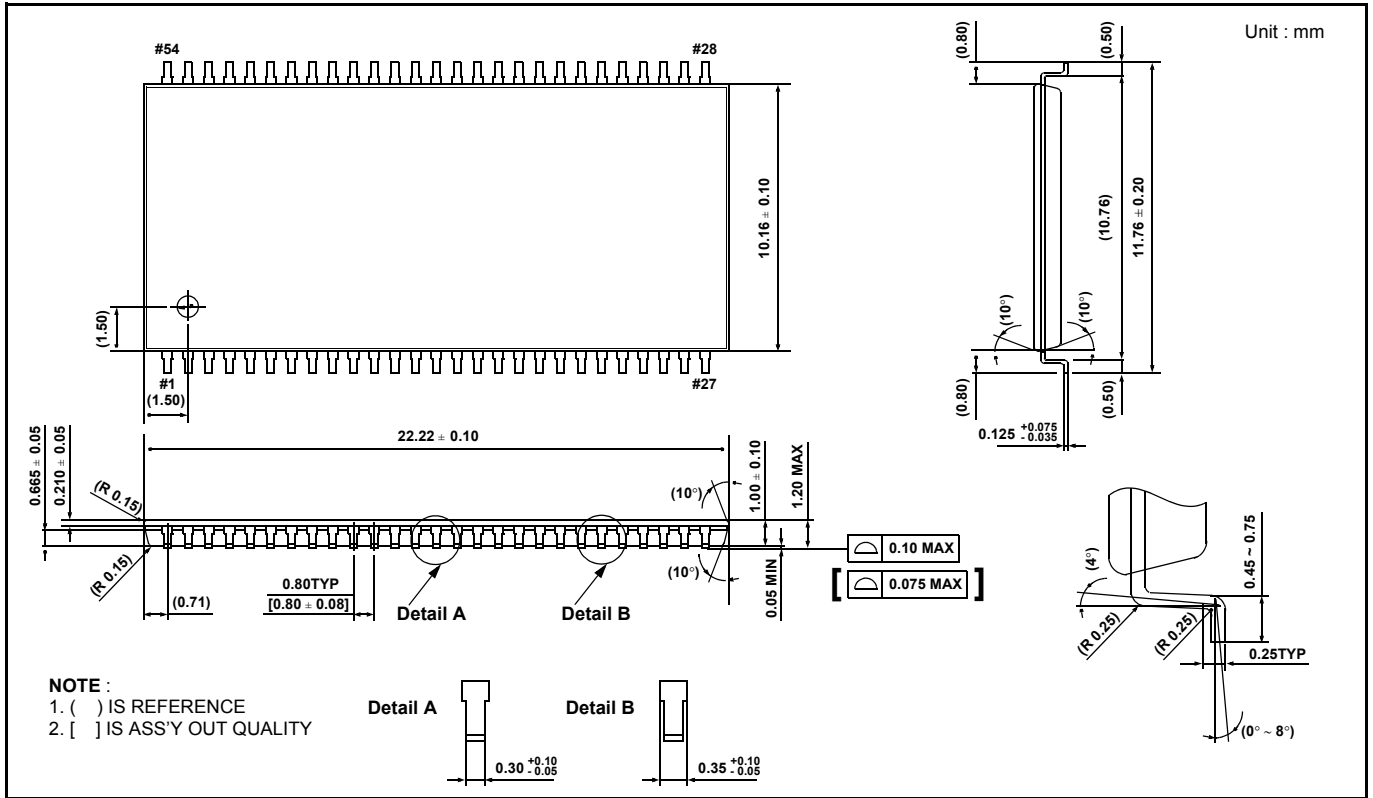 Unit : mm
#54
#28
(0.80)
(0.50)
10.16 ± 0.10
(10.76)
11.76 ± 0.20
(1.50)
(10°)
(10°)
#1
#27
(1.50)
(0.80)
(0.50)
0.125 +0.075 - 0.035
22.22 ± 0.10
0.665 ± 0.05
0.210 ± 0.05
(R 0.15)
(10°)
1.00 ± 0.10
1.20 MAX
(R 0.15)
(0.71)
0.80TYP
[0.80 ± 0.08]
Detail A
Detail B
(10°)
0.05 MIN
0.10 MAX
[ 0.075 MAX ]
(4°)
0.45 ~ 0.75
(R 0.25)
(R 0.25)
0.25TYP
(0° ~ 8°)
NOTE :
1. ( ) IS REFERENCE
2. [ ] IS ASS'Y OUT QUALITY
Detail A
0.30 +0.10 - 0.05
Detail B
0.35 +0.10 - 0.05